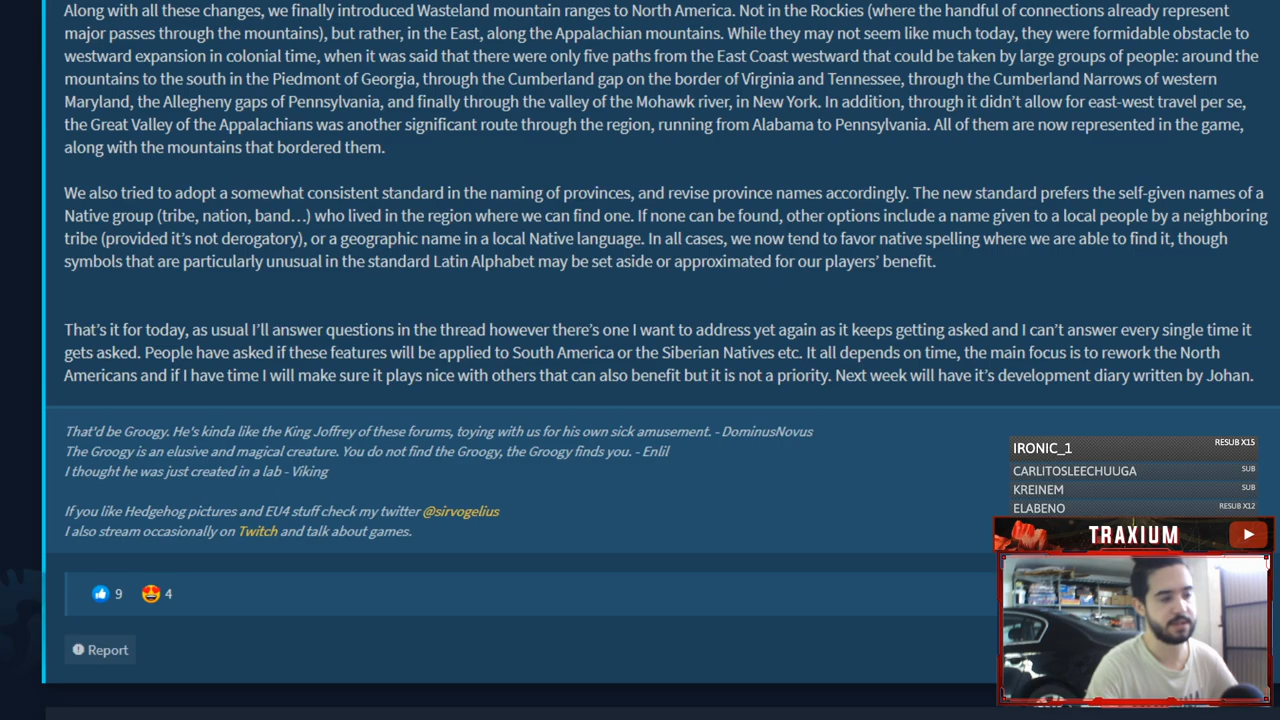 Along with all these changes, we finally introduced Wasteland mountain ranges to North America. Not in the Rockies (where the handful of connections already represent
major passes through the mountains), but rather, in the East, along the Appalachian mountains. While they may not seem like much today, they were formidable obstacle to
westward expansion in colonial time, when it was said that there were only five paths from the East Coast westward that could be taken by large groups of people: around the
mountains to the south in the Piedmont of Georgia, through the Cumberland gap on the border of Virginia and Tennessee, through the Cumberland Narrows of western
Maryland, the Allegheny gaps of Pennsylvania, and finally through the valley of the Mohawk river, in New York. In addition, through it didn't allow for east-west travel per se,
the Great Valley of the Appalachians was another significant route through the region, running from Alabama to Pennsylvania. All of them are now represented in the game,
along with the mountains that bordered them.
We also tried to adopt a somewhat consistent standard in the naming of provinces, and revise province names accordingly. The new standard prefers the self-given names of a
Native group (tribe, nation, band…) who lived in the region where we can find one. If none can be found, other options include a name given to a local people by a neighboring
tribe (provided it's not derogatory), or a geographic name in a local Native language. In all cases, we now tend to favor native spelling where we are able to find it, though
symbols that are particularly unusual in the standard Latin Alphabet may be set aside or approximated for our players' benefit.
That's it for today, as usual I'll answer questions in the thread however there's one I want to address yet again as it keeps getting asked and I can't answer every single time it
gets asked. People have asked if these features will be applied to South America or the Siberian Natives etc. It all depends on time, the main focus is to rework the North
Americans and if I have time I will make sure it plays nice with others that can also benefit but it is not a priority. Next week will have it's development diary written by Johan.
That'd be Groogy. He's kinda like the King Joffrey of these forums, toying with us for his own sick amusement. - DominusNovus
The Groogy is an elusive and magical creature. You do not find the Groogy, the Groogy finds you. - Enlil
I thought he was just created in a lab - Viking
If you like Hedgehog pictures and EU4 stuff check my twitter @sirvogelius
I also stream occasionally on Twitch and talk about games.
9 4
Report
IRONIC_1 RESUB X15
CARLITOSLEECHUUGA SUB
KREINEM SUB
ELABENO RESUB X12
TRAXIUM